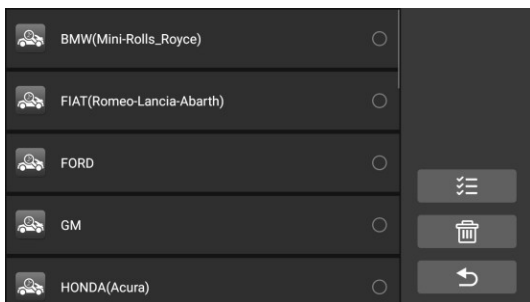 BMW(Mini-Rolls_Royce)
FIAT(Romeo-Lancia-Abarth)
FORD
GM
HONDA(Acura)